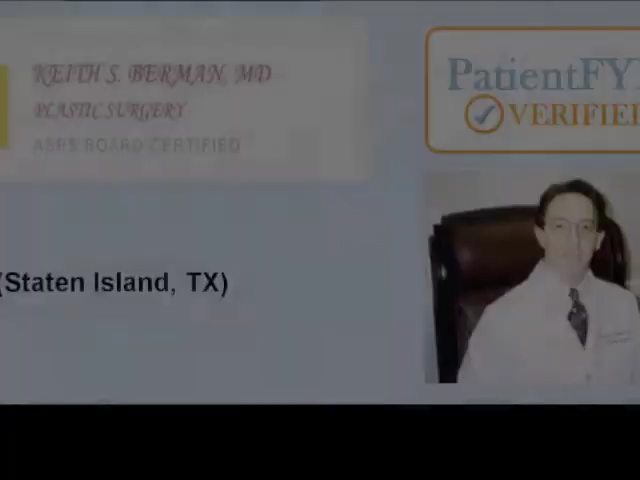 KEITH S. BERMAN, MD
PLASTIC SURGERY
ABPS BOARD CERTIFIED
PatientFY
VERIFIE
(Staten Island, TX)